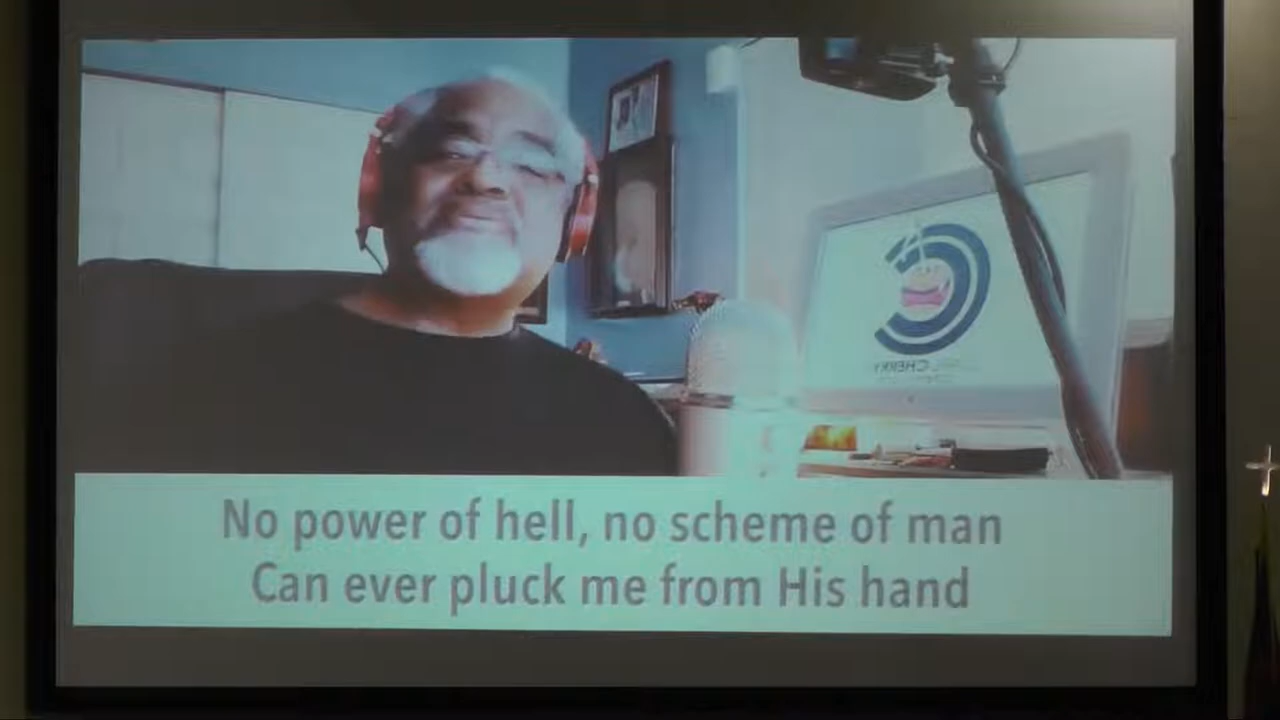 No power of hell, no scheme of man
Can ever pluck me from His hand